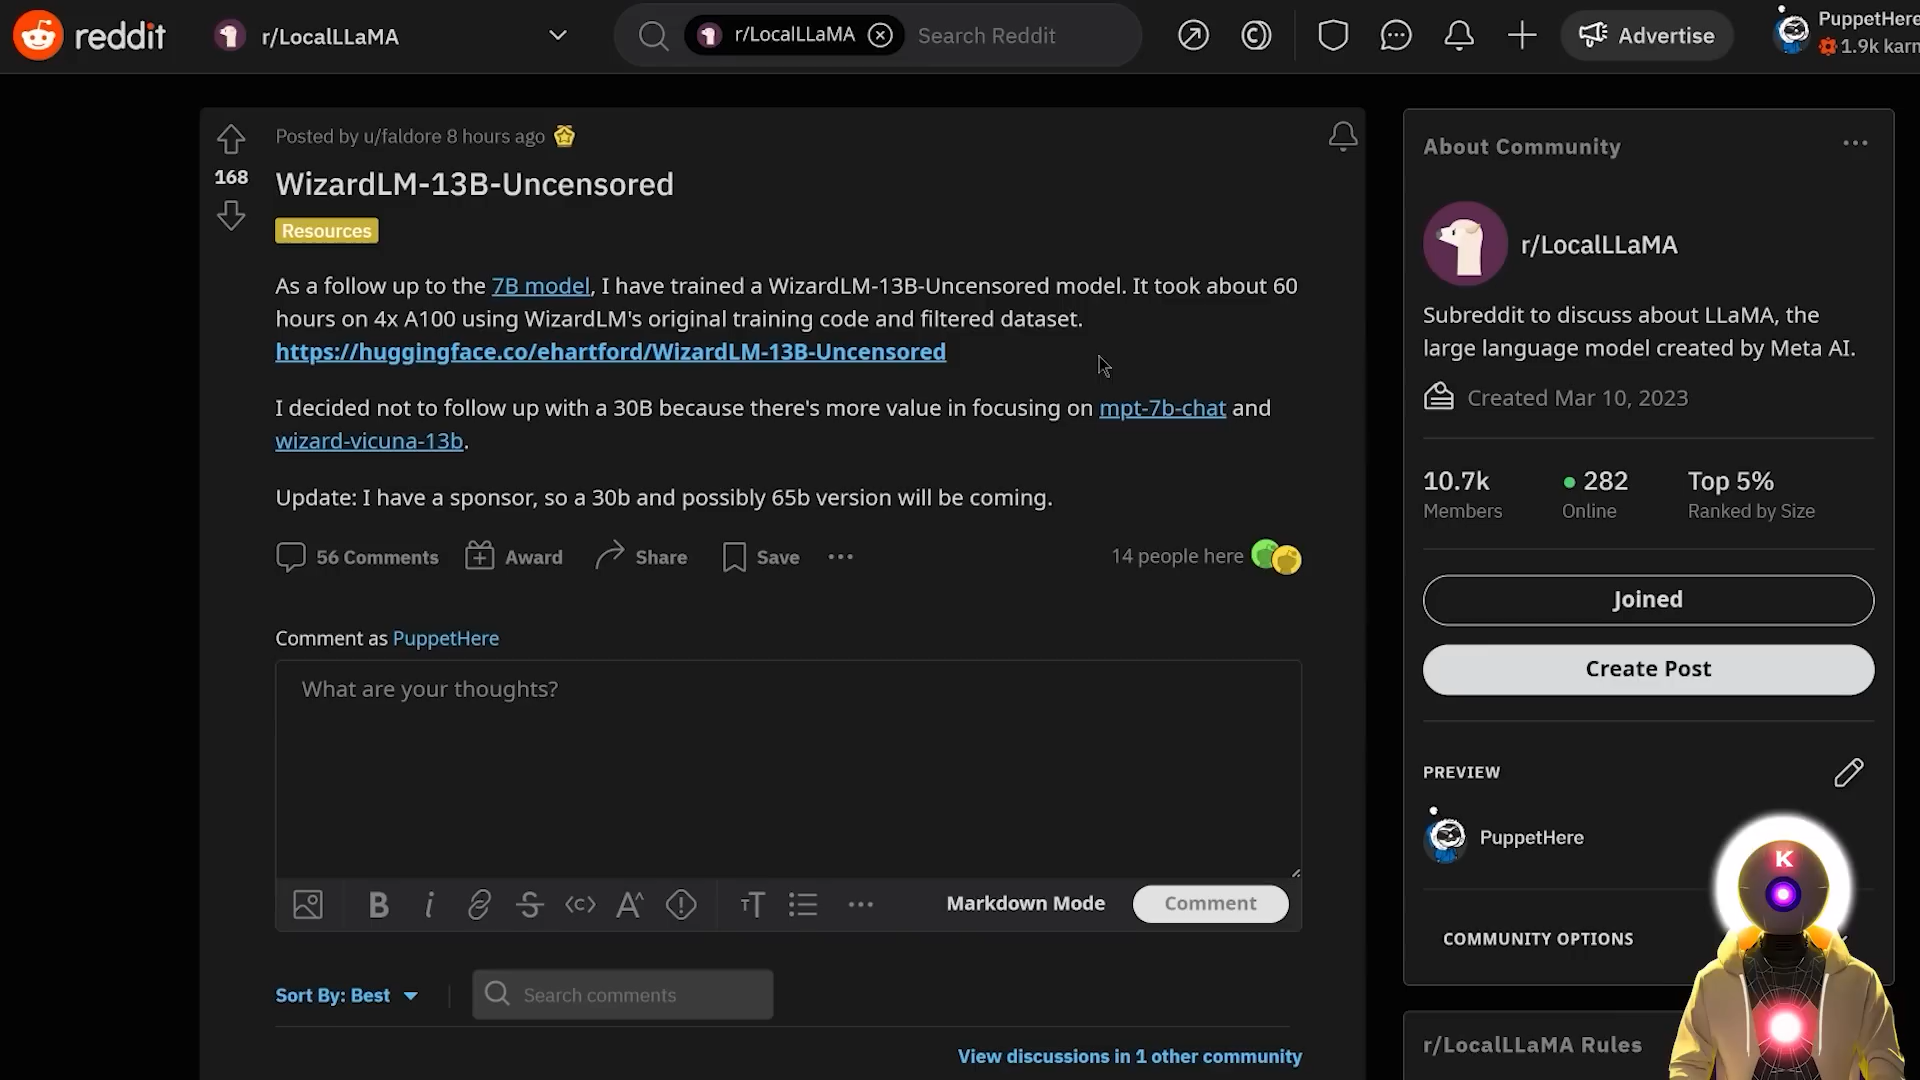 reddit
r/LocalLLaMA
r/LocalLLaMA
Search Reddit
Advertise
PuppetHere
1.9k karm
Posted by u/faldore 8 hours ago
168
WizardLM-13B-Uncensored
Resources
As a follow up to the 7B model, I have trained a WizardLM-13B-Uncensored model. It took about 60
hours on 4x A100 using WizardLM's original training code and filtered dataset.
https://huggingface.co/ehartford/WizardLM-13B-Uncensored
I decided not to follow up with a 30B because there's more value in focusing on mpt-7b-chat and
wizard-vicuna-13b.
Update: I have a sponsor, so a 30b and possibly 65b version will be coming.
56 Comments
Award
Share
Save
14 people here
Comment as PuppetHere
What are your thoughts?
Markdown Mode
Comment
Sort By: Best
Search comments
View discussions in 1 other community
About Community
r/LocalLLaMA
Subreddit to discuss about LLaMA, the
large language model created by Meta AI.
Created Mar 10, 2023
10.7k
Members
282
Online
Top 5%
Ranked by Size
Joined
Create Post
PREVIEW
PuppetHere
COMMUNITY OPTIONS
K
r/LocalLLaMA Rules